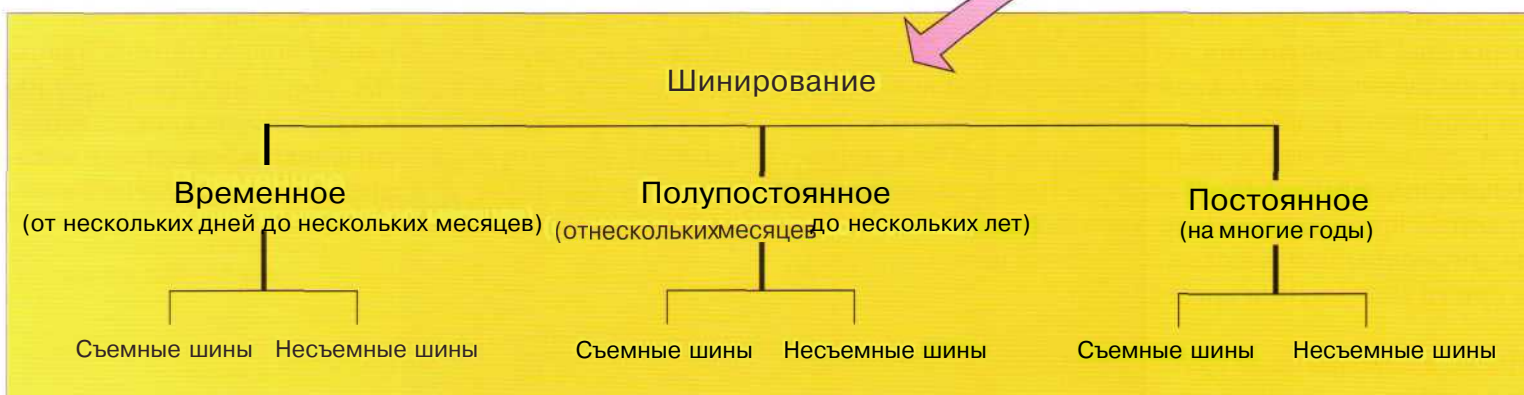 Шинирование
Временное
(от нескольких дней до нескольких месяцев)
Полупостоянное
(отнесколькихмесяцев до нескольких лет)
Постоянное
(на многие годы)
Съемные шины Несъемные шины
Съемные шины Несъемные шины
Съемные шины Несъемные шины